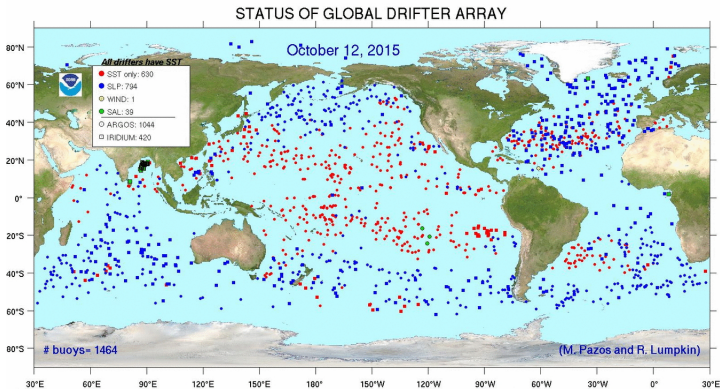 STATUS OF GLOBAL DRIFTER ARRAY
October 12, 2015
All drifters have SST
SST only: 630
SLP: 794
WIND: 1
SAL: 39
ARGOS: 1044
IRIDIUM: 420
80°N
60°N
40°N
20°N
0°
20°S
40°S
60°S
80°S
# buoys= 1464
(M. Pazos and R. Lumpkin)
30°E 60°E 90°E 120°E 150°E 180° 150°W 120°W 90°W 60°W 30°W 0° 30°E